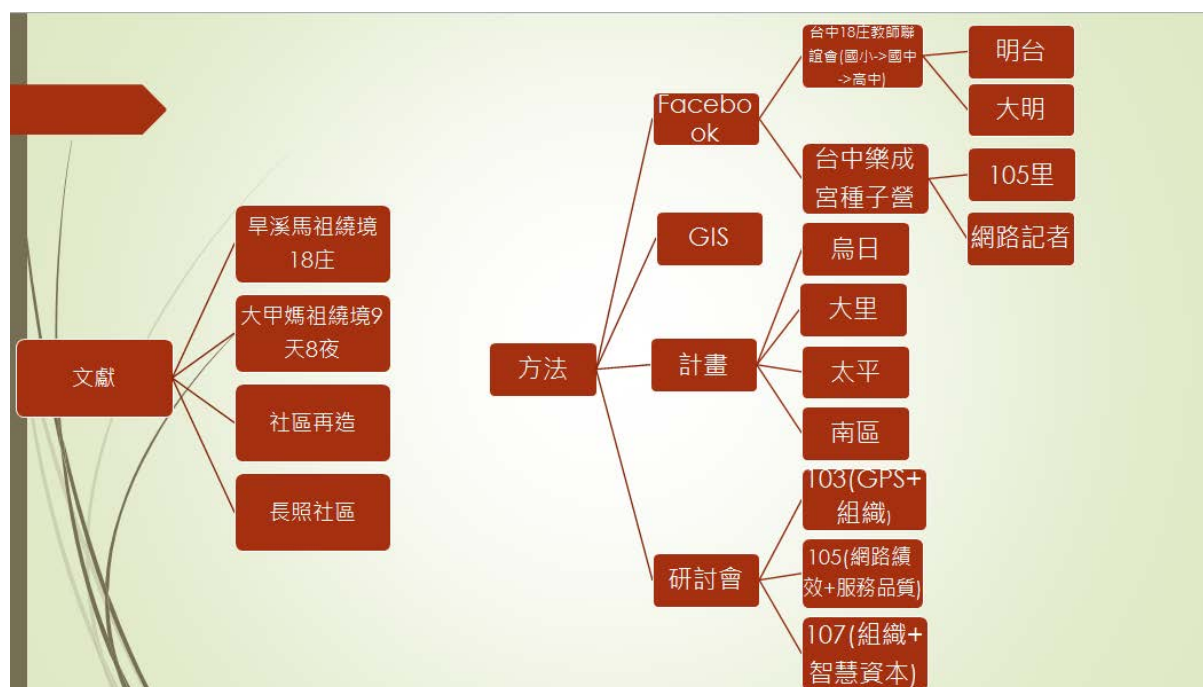 文獻
旱溪馬祖繞境
18庄
大甲媽祖繞境9
天8夜
社區再造
長照社區
方法
Facebo
ok
台中18庄教師聯
誼會(國小->國中
->高中)
明台
大明
台中樂成
宮種子營
105里
網路記者
GIS
計畫
烏日
大里
太平
南區
研討會
103(GPS+
組織)
105(網路績
效+服務品質)
107(組織+
智慧資本)